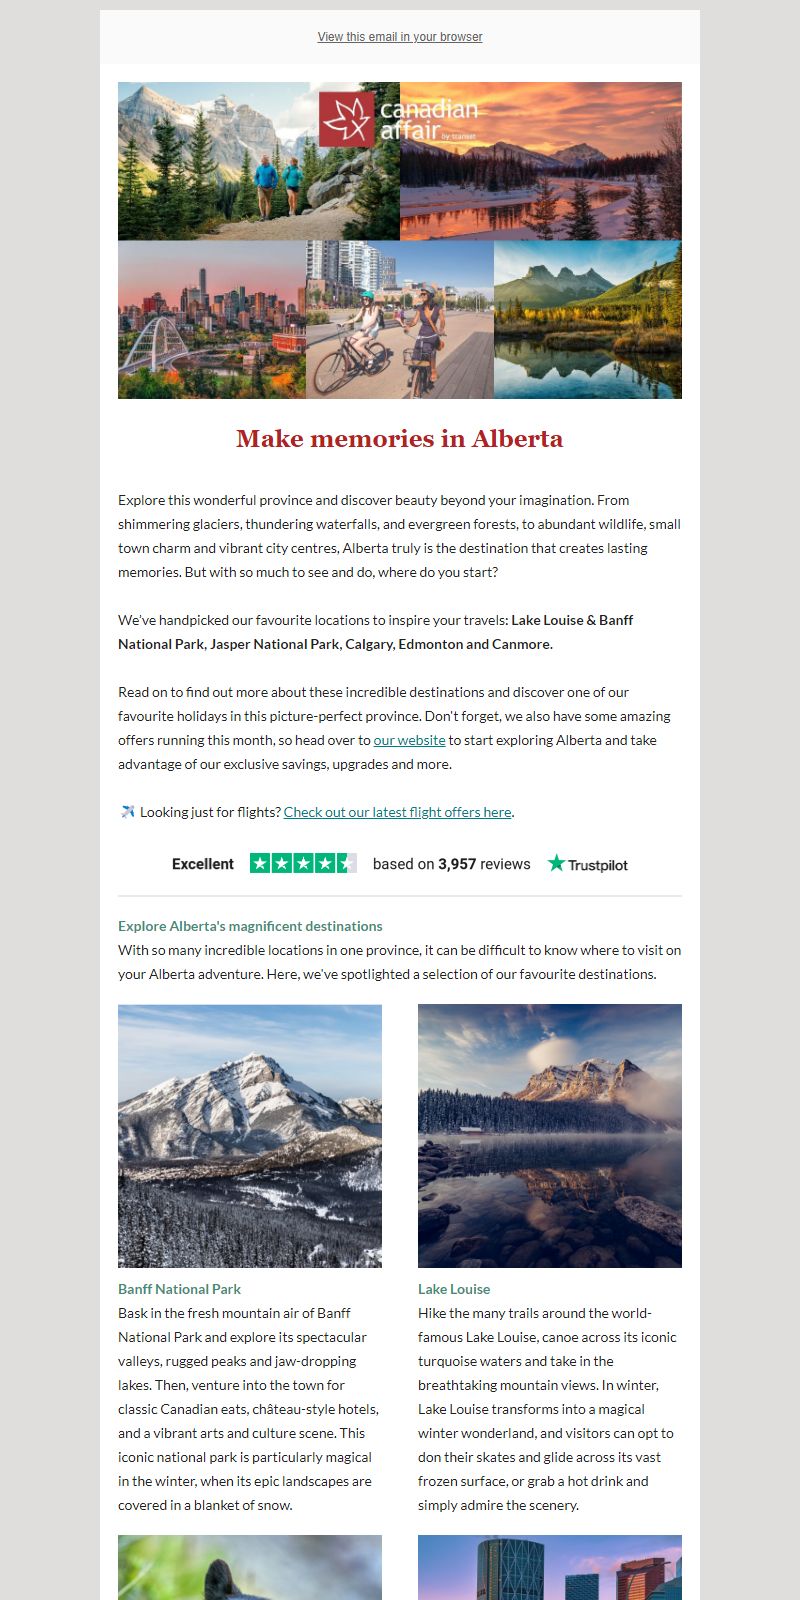 View this email in your browser
canadian
affair
by transat
Make memories in Alberta
Explore this wonderful province and discover beauty beyond your imagination. From
shimmering glaciers, thundering waterfalls, and evergreen forests, to abundant wildlife, small
town charm and vibrant city centres, Alberta truly is the destination that creates lasting
memories. But with so much to see and do, where do you start?
We've handpicked our favourite locations to inspire your travels: Lake Louise & Banff
National Park, Jasper National Park, Calgary, Edmonton and Canmore.
Read on to find out more about these incredible destinations and discover one of our
favourite holidays in this picture-perfect province. Don't forget, we also have some amazing
offers running this month, so head over to our website to start exploring Alberta and take
advantage of our exclusive savings, upgrades and more.
✈️ Looking just for flights? Check out our latest flight offers here.
Excellent based on 3,957 reviews Trustpilot
Explore Alberta's magnificent destinations
With so many incredible locations in one province, it can be difficult to know where to visit on
your Alberta adventure. Here, we've spotlighted a selection of our favourite destinations.
Banff National Park
Bask in the fresh mountain air of Banff
National Park and explore its spectacular
valleys, rugged peaks and jaw-dropping
lakes. Then, venture into the town for
classic Canadian eats, château-style hotels,
and a vibrant arts and culture scene. This
iconic national park is particularly magical
in the winter, when its epic landscapes are
covered in a blanket of snow.
Lake Louise
Hike the many trails around the world-
famous Lake Louise, canoe across its iconic
turquoise waters and take in the
breathtaking mountain views. In winter,
Lake Louise transforms into a magical
winter wonderland, and visitors can opt to
don their skates and glide across its vast
frozen surface, or grab a hot drink and
simply admire the scenery.